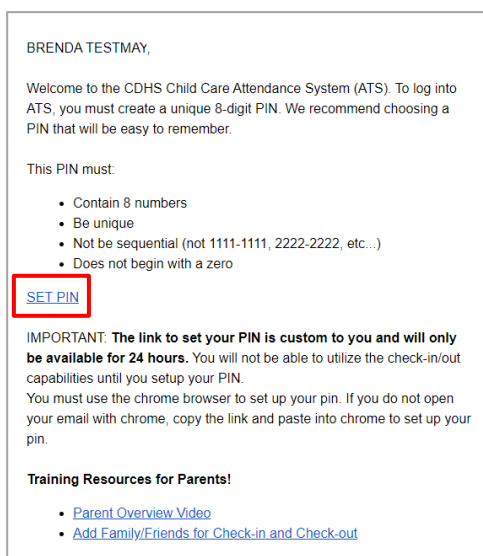 BRENDA TESTMAY,
Welcome to the CDHS Child Care Attendance System (ATS). To log into
ATS, you must create a unique 8-digit PIN. We recommend choosing a
PIN that will be easy to remember.
This PIN must:
• Contain 8 numbers
• Be unique
• Not be sequential (not 1111-1111, 2222-2222, etc...)
• Does not begin with a zero
SET PIN
IMPORTANT: The link to set your PIN is custom to you and will only
be available for 24 hours. You will not be able to utilize the check-in/out
capabilities until you setup your PIN.
You must use the chrome browser to set up your pin. If you do not open
your email with chrome, copy the link and paste into chrome to set up your
pin.
Training Resources for Parents!
• Parent Overview Video
• Add Family/Friends for Check-in and Check-out